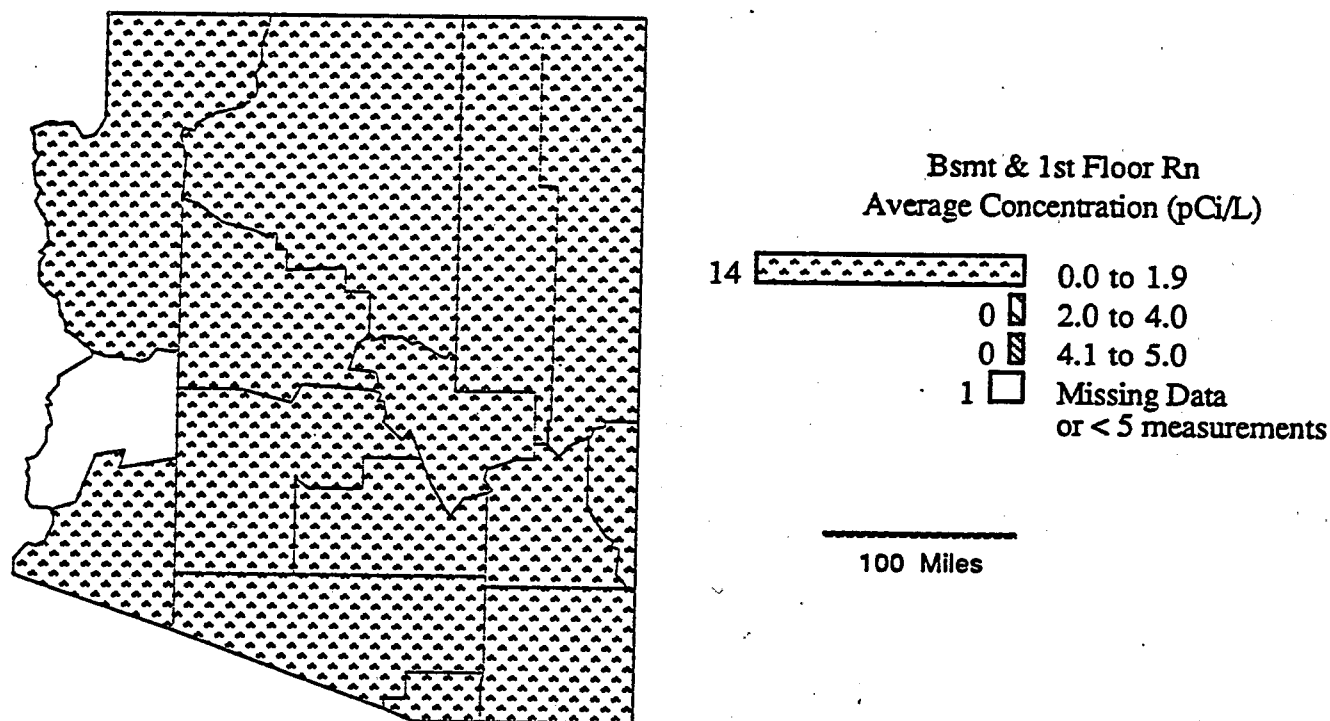 Bsmt & 1st Floor Rn
Average Concentration (pCi/L)
14 0.0 to 1.9
0 2.0 to 4.0
0 4.1 to 5.0
1 Missing Data
or < 5 measurements
100 Miles